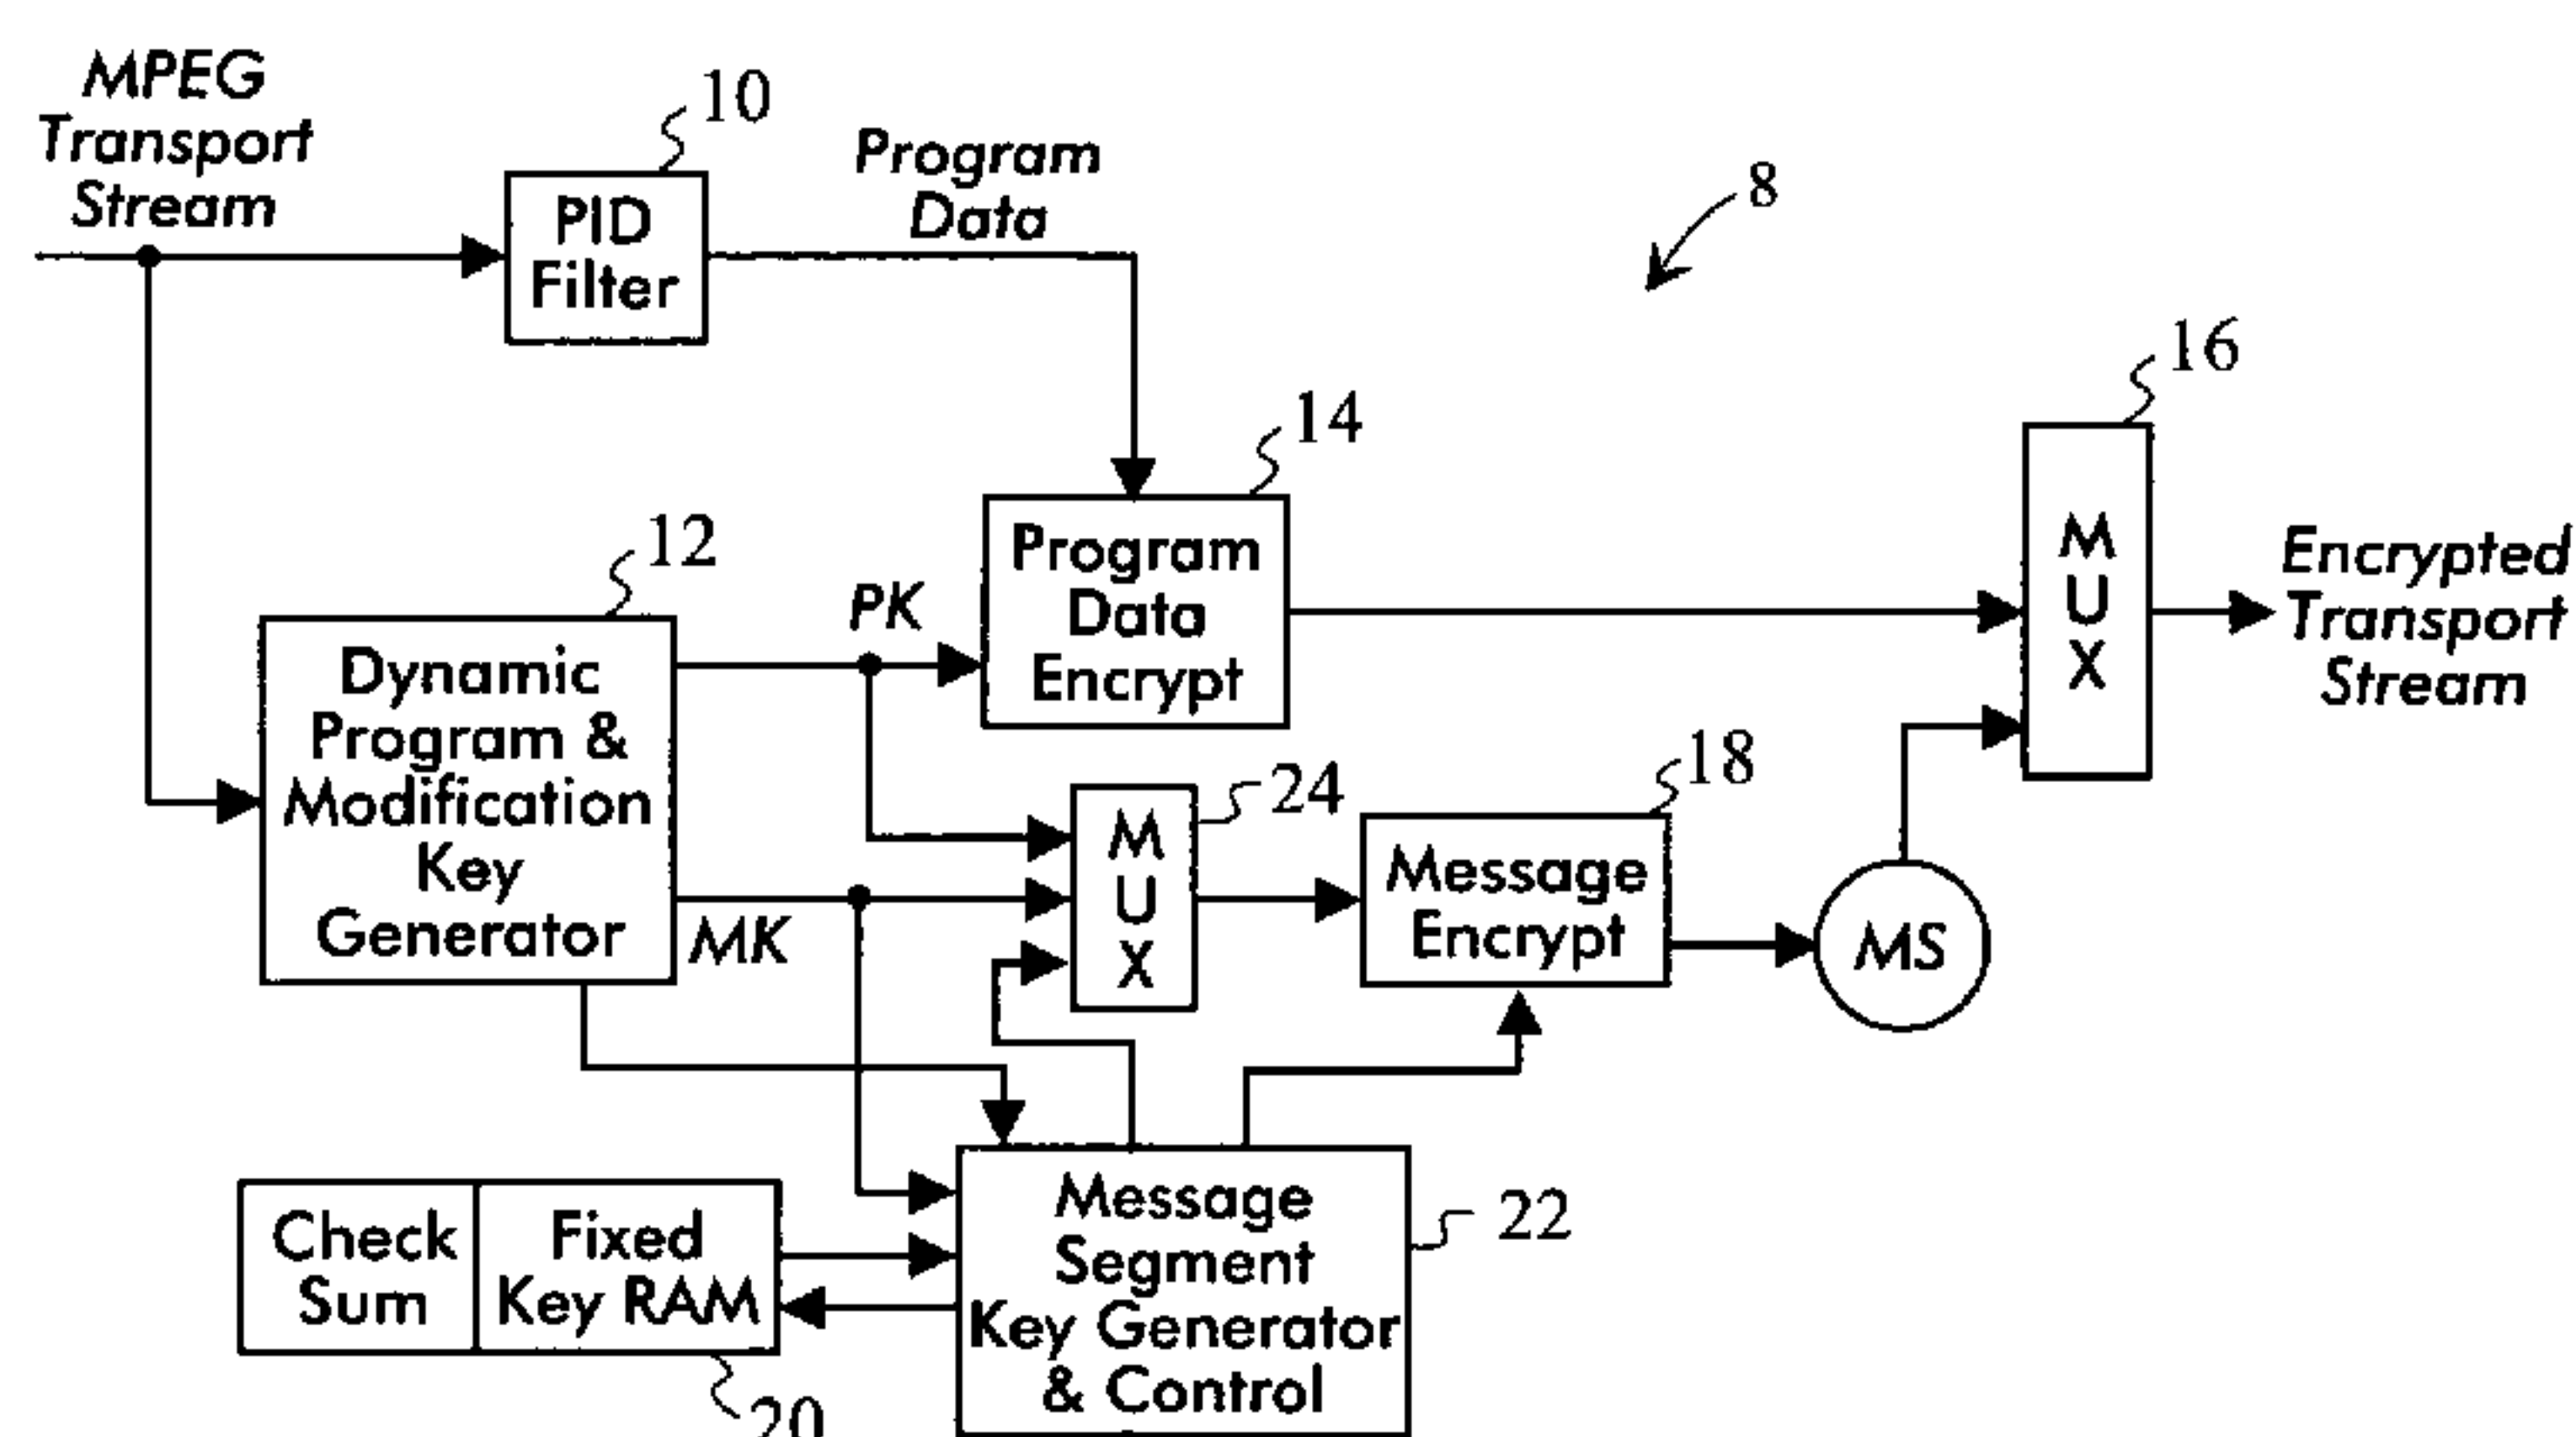 MPEG
Transport
Stream
10
PID
Filter
Program
Data
8
16
14
Program
Data
Encrypt
M
U
X
Encrypted
Transport
Stream
12
PK
Dynamic
Program &
Modification
Key
Generator
MK
24
M
U
X
18
Message
Encrypt
MS
Check
Sum
Fixed
Key RAM
20
Message
Segment
Key Generator
& Control
22